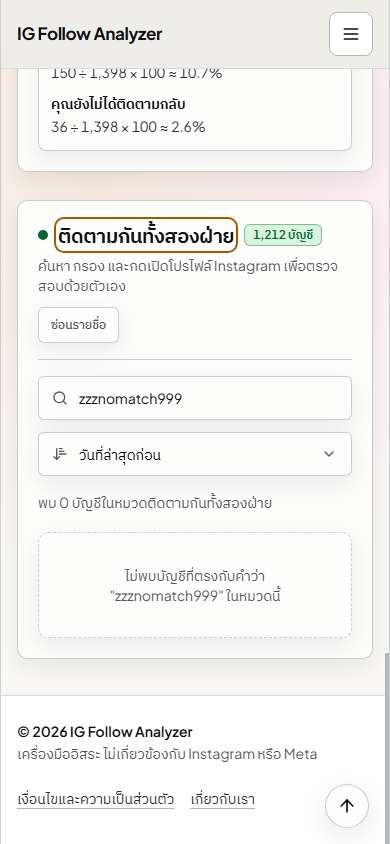 IG Follow Analyzer
150 ÷ 1,398 × 100 ≈ 10.7%
คุณยังไม่ได้ติดตามกลับ
36 ÷ 1,398 × 100 ≈ 2.6%
ติดตามกันทั้งสองฝ่าย 1,212 บัญชี
ค้นหา กรอง และกดเปิดโปรไฟล์ Instagram เพื่อตรวจ
สอบด้วยตัวเอง
ซ่อนรายชื่อ
zzznomatch999
วันที่ล่าสุดก่อน
พบ 0 บัญชีในหมวดติดตามกันทั้งสองฝ่าย
ไม่พบบัญชีที่ตรงกับคำว่า
"zzznomatch999" ในหมวดนี้
© 2026 IG Follow Analyzer
เครื่องมืออิสระ ไม่เกี่ยวข้องกับ Instagram หรือ Meta
เงื่อนไขและความเป็นส่วนตัว เกี่ยวกับเรา